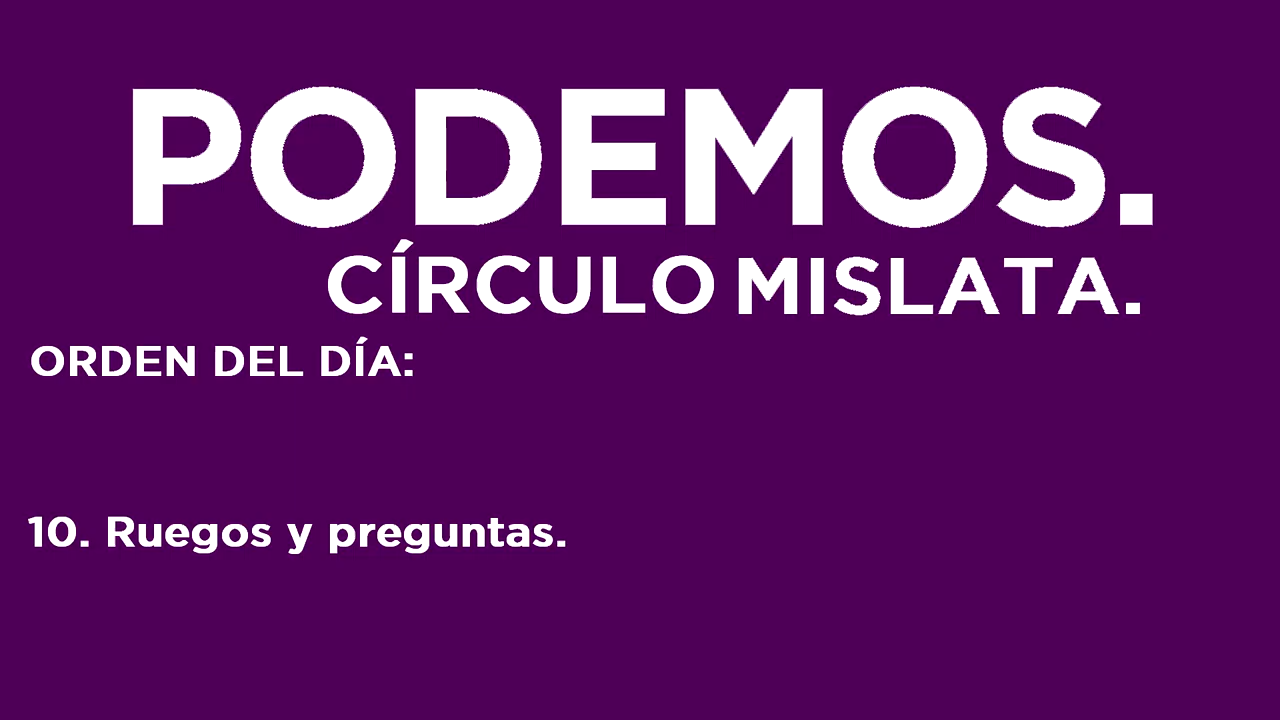 PODEMOS.
CÍRCULO MISLATA.
ORDEN DEL DÍA:
10. Ruegos y preguntas.